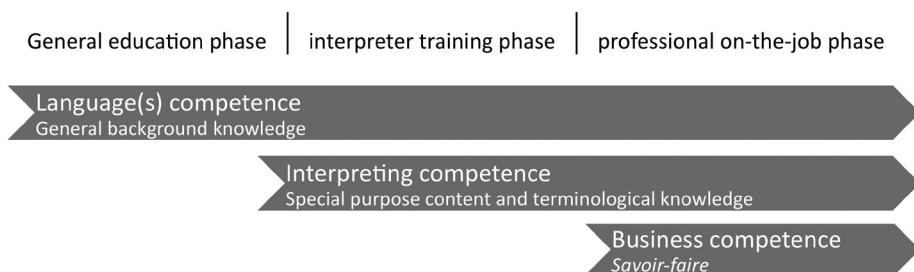 General education phase | interpreter training phase | professional on-the-job phase
Language(s) competence
General background knowledge
Interpreting competence
Special purpose content and terminological knowledge
Business competence
Savoir-faire